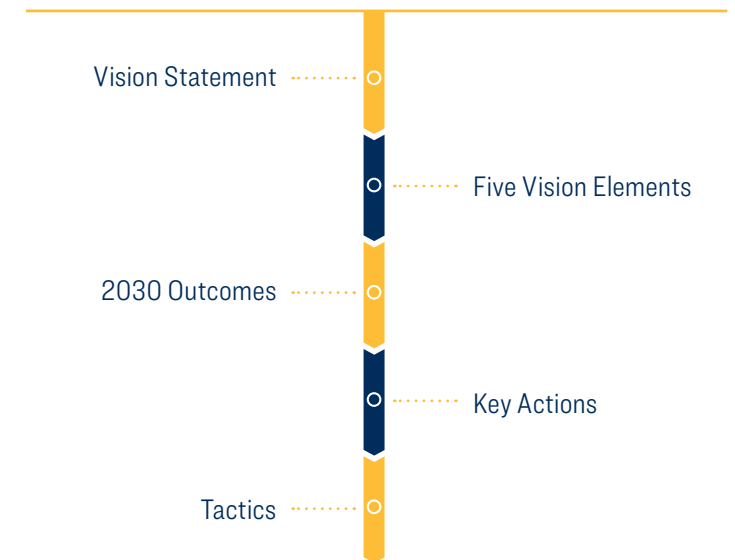 Vision Statement
Five Vision Elements
2030 Outcomes
Key Actions
Tactics